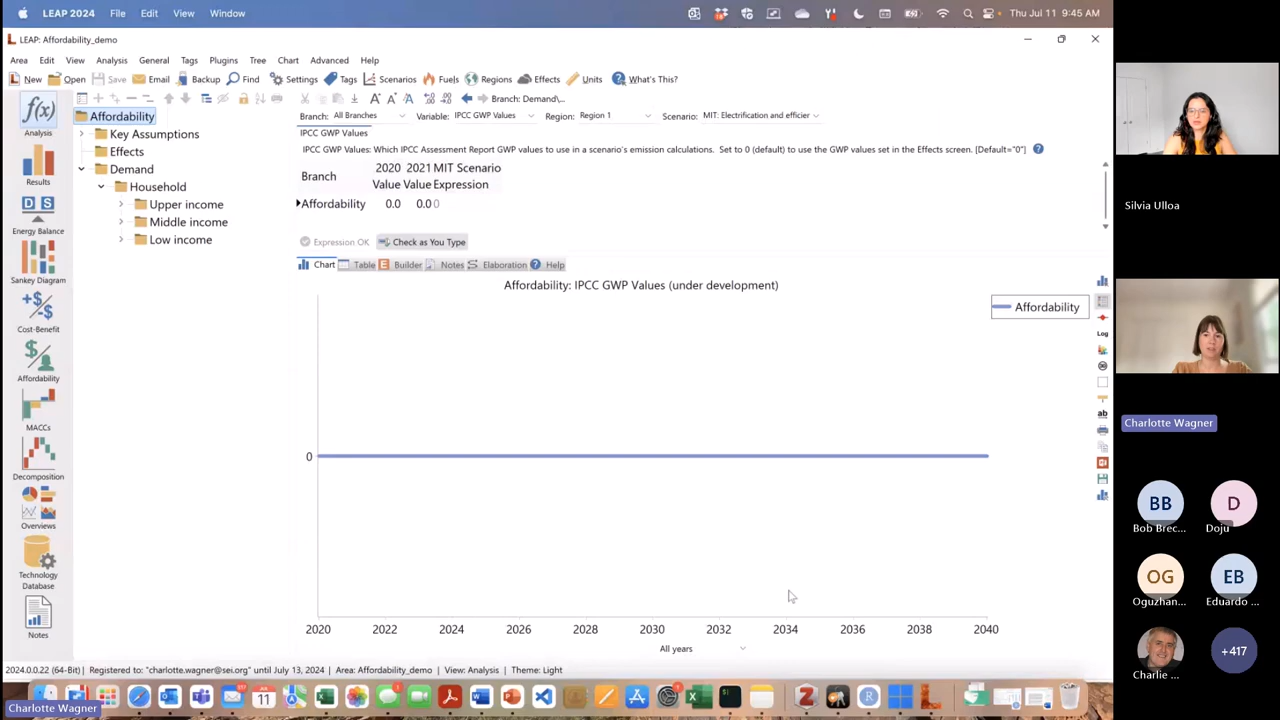 LEAP 2024 File Edit View Window
Thu Jul 11 9:45 AM
LEAP: Affordability_demo
Area Edit View Analysis General Tags Plugins Tree Chart Advanced Help
New Open Save Email Backup Find Settings Tags Scenarios Fuels Regions Effects Units What's This?
Branch: Demand\...
Branch: All Branches Variable: IPCC GWP Values Region: Region 1 Scenario: MIT: Electrification and efficier
IPCC GWP Values
IPCC GWP Values: Which IPCC Assessment Report GWP values to use in a scenario's emission calculations. Set to 0 (default) to use the GWP values set in the Effects screen. [Default="0"]
Branch
2020 2021 MIT Scenario
Value Value Expression
Affordability 0.0 0.0 0
Expression OK Check as You Type
Chart Table Builder Notes Elaboration Help
Affordability: IPCC GWP Values (under development)
Affordability
Log
ab
0
2020 2022 2024 2026 2028 2030 2032 2034 2036 2038 2040
All years
Analysis
Results
Energy Balance
Sankey Diagram
Cost-Benefit
Affordability
MACCs
Decomposition
Overviews
Technology
Database
Notes
Affordability
Key Assumptions
Effects
Demand
Household
Upper income
Middle income
Low income
2024.0.0.22 (64-Bit) Registered to: "charlotte.wagner@sei.org" until July 13, 2024 Area: Affordability_demo View: Analysis Theme: Light
Charlotte Wagner
Silvia Ulloa
Charlotte Wagner
BB
Bob Brec...
D
Doju
OG
Oguzhan...
EB
Eduardo ...
Charlie ...
+417